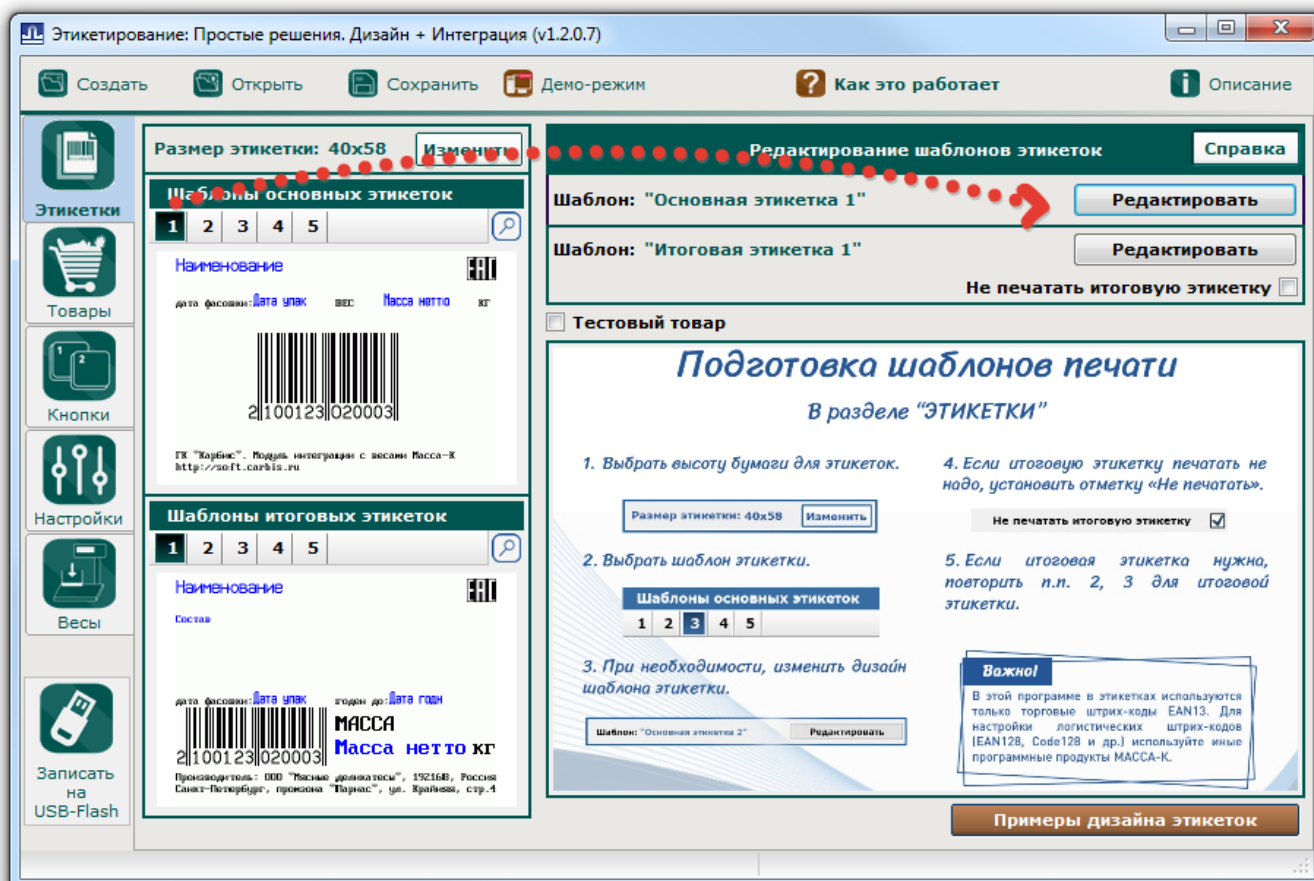 Этикетирование: Простые решения. Дизайн + Интеграция (v1.2.0.7)
Создать Открыть Сохранить Демо-режим Как это работает Описание
Этикетки
Товары
Кнопки
Настройки
Весы
Записать
на
USB-Flash
Размер этикетки: 40x58 Изменить
Шаблоны основных этикеток
1 2 3 4 5
Наименование EAC
дата фасовки: Дата упак ВЕС Масса нетто кг
2 100123 020003
ГК "Карбис". Модуль интеграции с весами Масса-К
http://soft.carbis.ru
Шаблоны итоговых этикеток
1 2 3 4 5
Наименование EAC
Состав
дата фасовки: Дата упак годен до: Дата годн
МАССА
Масса нетто кг
2 100123 020003
Производитель: ООО "Мясные деликатесы", 192168, Россия
Санкт-Петербург, промзона "Парнас", ул. Крайняя, стр.4
Редактирование шаблонов этикеток Справка
Шаблон: "Основная этикетка 1" Редактировать
Шаблон: "Итоговая этикетка 1" Редактировать
Не печатать итоговую этикетку
Тестовый товар
Подготовка шаблонов печати
В разделе "ЭТИКЕТКИ"
1. Выбрать высоту бумаги для этикеток.
Размер этикетки: 40x58 Изменить
2. Выбрать шаблон этикетки.
Шаблоны основных этикеток
1 2 3 4 5
3. При необходимости, изменить дизайн
шаблона этикетки.
Шаблон: "Основная этикетка 2" Редактировать
4. Если итоговую этикетку печатать не
надо, установить отметку «Не печатать».
Не печатать итоговую этикетку
5. Если итоговая этикетка нужна,
повторить п.п. 2, 3 для итоговой
этикетки.
Важно!
В этой программе в этикетках используются
только торговые штрих-коды EAN13. Для
настройки логистических штрих-кодов
(EAN128, Code128 и др.) используйте иные
программные продукты МАССА-К.
Примеры дизайна этикеток